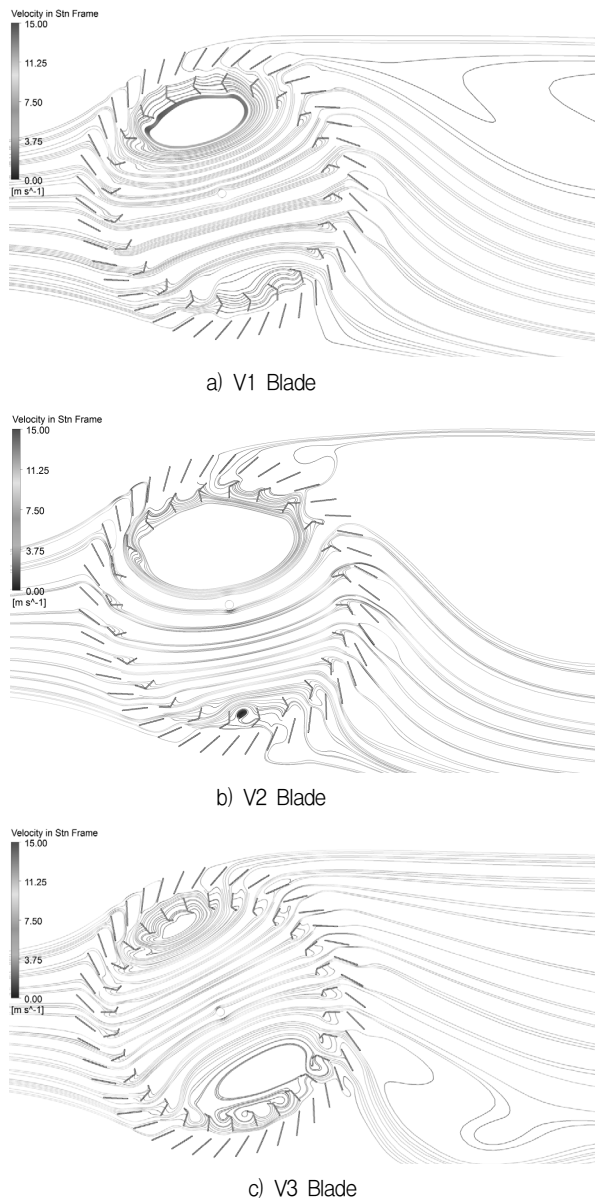 Velocity in Stn Frame
15.00
11.25
7.50
3.75
0.00
[m s^-1]
a) V1 Blade
Velocity in Stn Frame
15.00
11.25
7.50
3.75
0.00
[m s^-1]
b) V2 Blade
Velocity in Stn Frame
15.00
11.25
7.50
3.75
0.00
[m s^-1]
c) V3 Blade